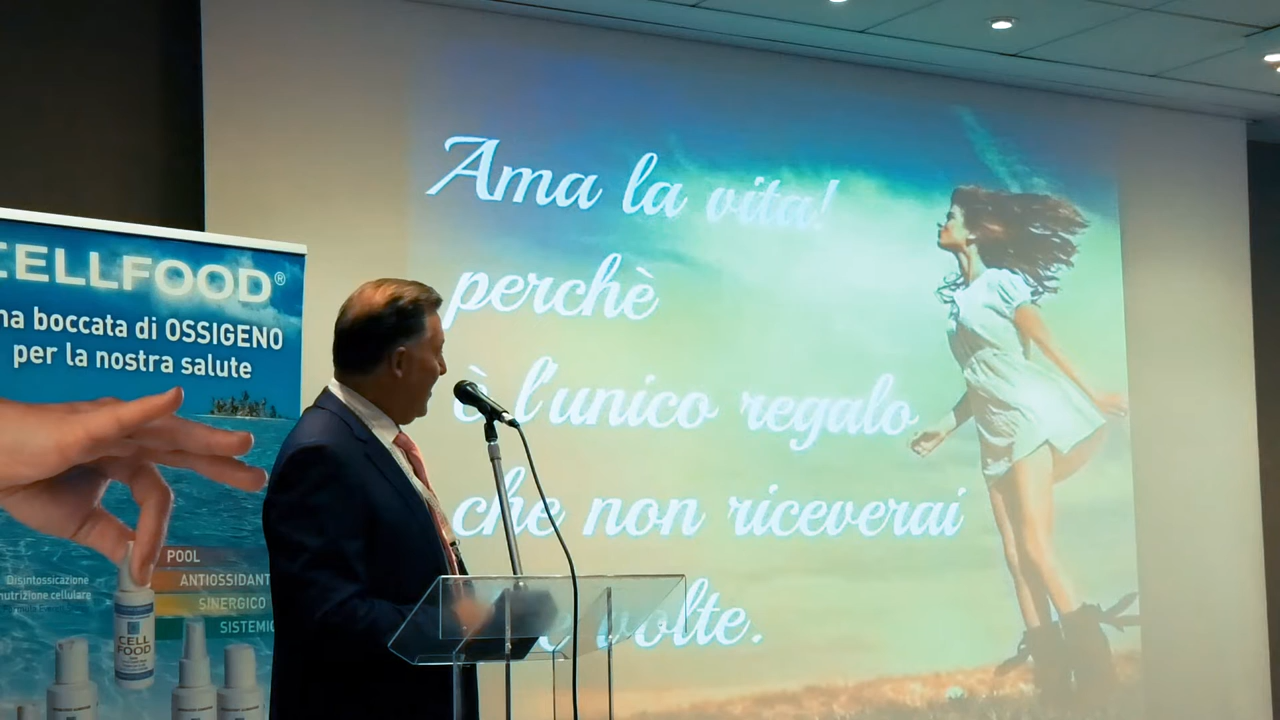 CELLFOOD®
boccata di OSSIGENO
per la nostra salute
POOL
ANTIOSSIDANT
SINERGICO
SISTEMIC
Disintossicazione
nutrizione cellulare
CELL
FOOD
Ama la vita!
perchè
è l'unico regalo
che non riceverai
volte.